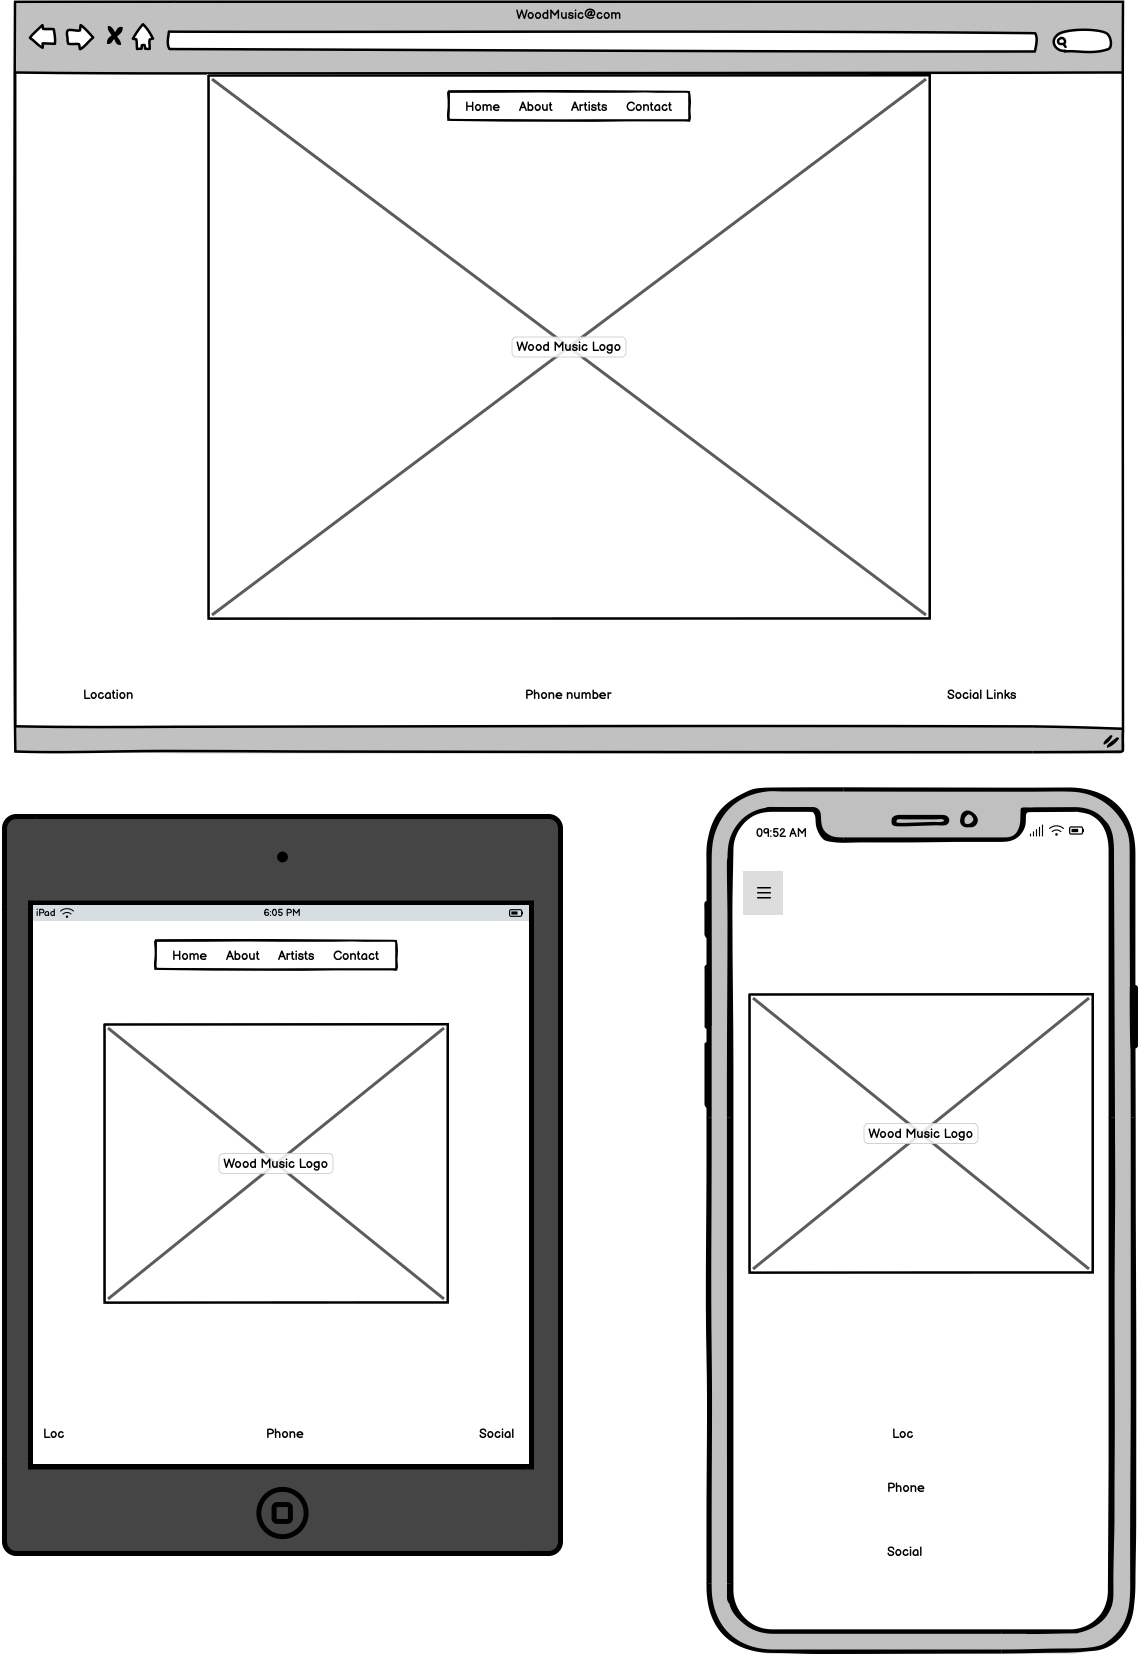 WoodMusic@com
Home About Artists Contact
Wood Music Logo
Location Phone number Social Links
iPad 6:05 PM
Home About Artists Contact
Wood Music Logo
Loc Phone Social
09:52 AM
Wood Music Logo
Loc
Phone
Social